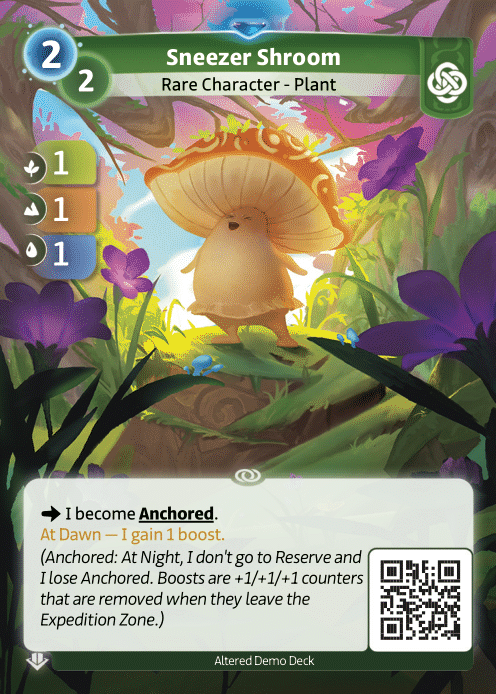 2
2
Sneezer Shroom
Rare Character - Plant
1
1
1
I become Anchored.
At Dawn — I gain 1 boost.
(Anchored: At Night, I don't go to Reserve and
I lose Anchored. Boosts are +1/+1/+1 counters
that are removed when they leave the
Expedition Zone.)
Altered Demo Deck